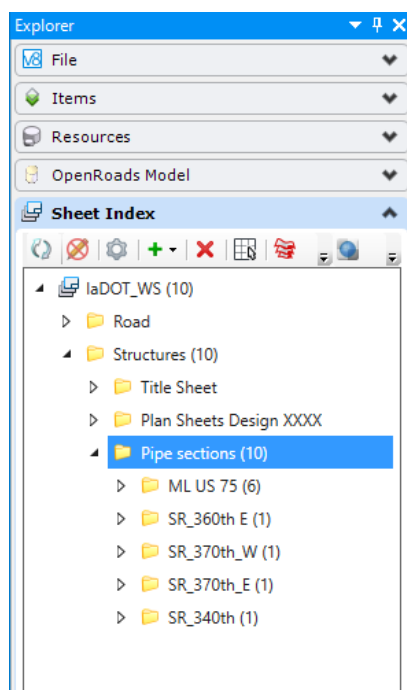 Explorer
V8 File
Items
Resources
OpenRoads Model
Sheet Index
IaDOT_WS (10)
Road
Structures (10)
Title Sheet
Plan Sheets Design XXXX
Pipe sections (10)
ML US 75 (6)
SR_360th E (1)
SR_370th_W (1)
SR_370th_E (1)
SR_340th (1)